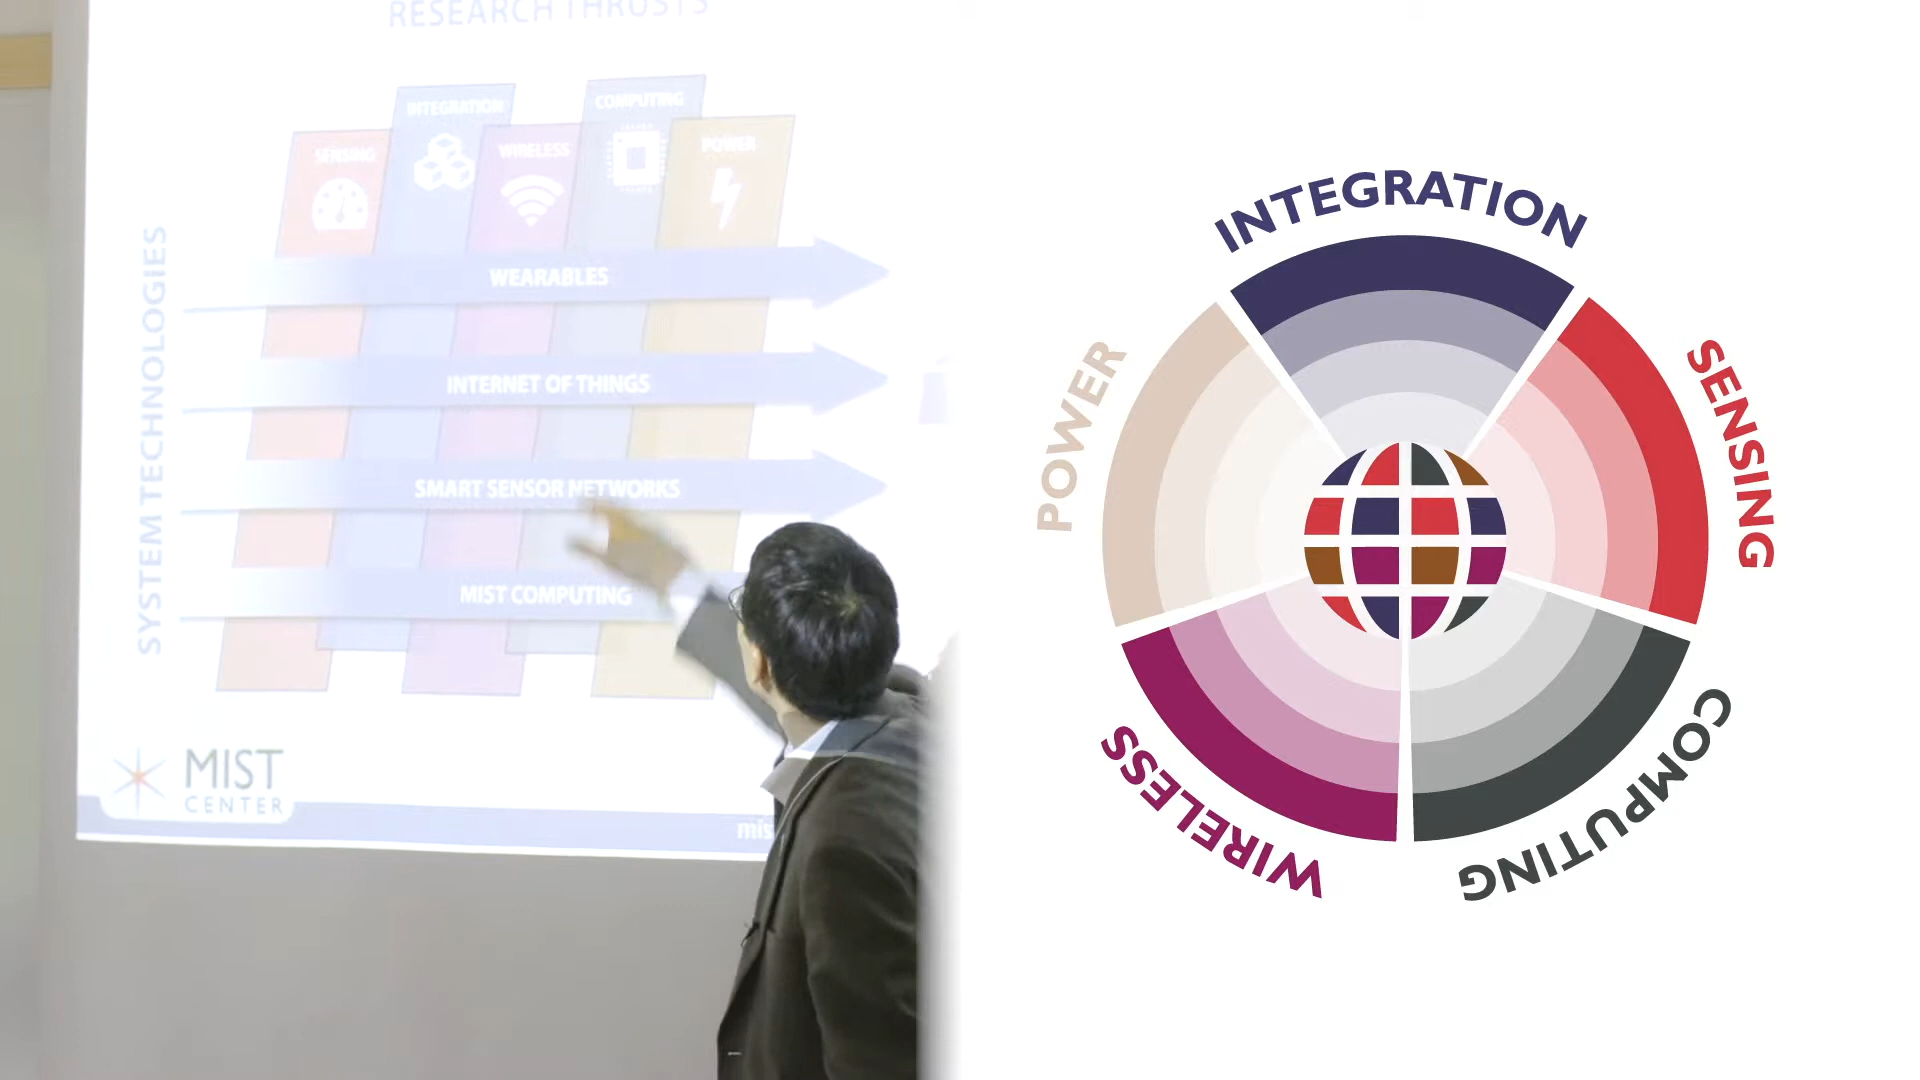 RESEARCH THRUSTS
SENSING
INTEGRATION
WIRELESS
COMPUTING
POWER
SYSTEM TECHNOLOGIES
WEARABLES
INTERNET OF THINGS
SMART SENSOR NETWORKS
MIST COMPUTING
MIST
CENTER
INTEGRATION
SENSING
COMPUTING
WIRELESS
POWER